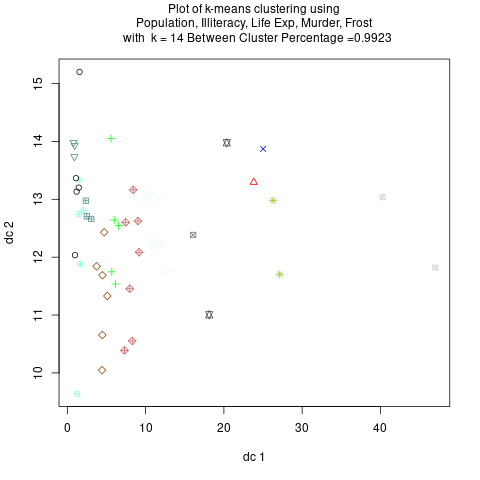 Plot of k-means clustering using
Population, Illiteracy, Life Exp, Murder, Frost
with k = 14 Between Cluster Percentage =0.9923
15
14
13
12
11
10
dc 2
0 10 20 30 40
dc 1